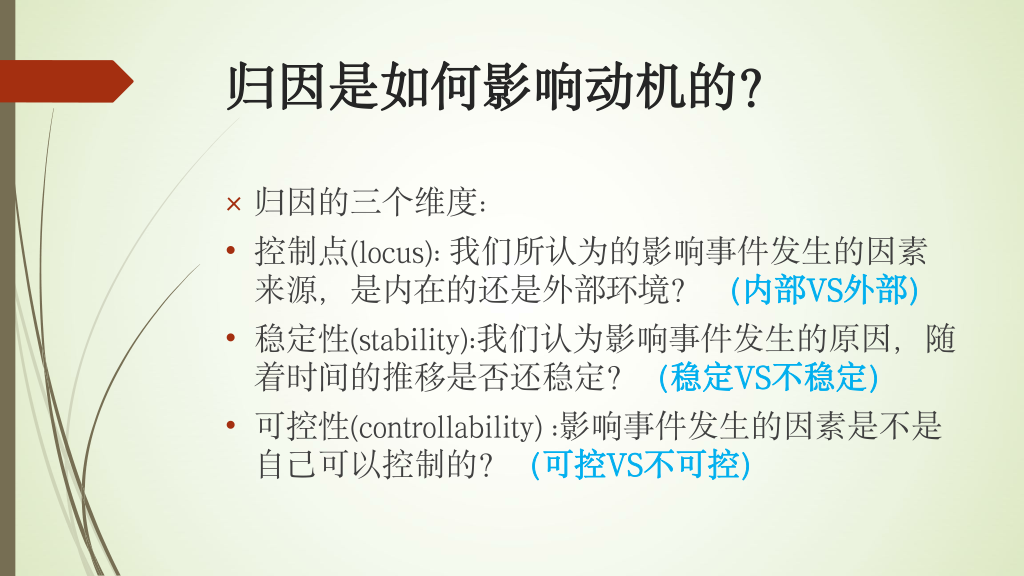 归因是如何影响动机的?
× 归因的三个维度:
• 控制点(locus): 我们所认为的影响事件发生的因素
来源，是内在的还是外部环境? (内部VS外部)
• 稳定性(stability):我们认为影响事件发生的原因，随
着时间的推移是否还稳定? (稳定VS不稳定)
• 可控性(controllability) :影响事件发生的因素是不是
自己可以控制的? (可控VS不可控)